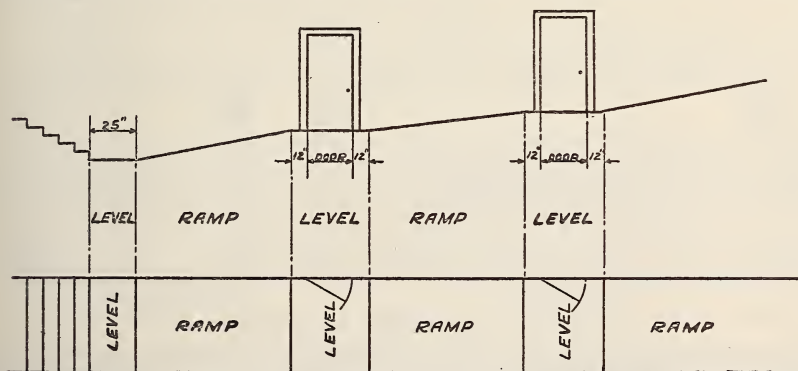 25"
12" DOOR 12"
12" DOOR 12"
LEVEL RAMP LEVEL RAMP LEVEL
LEVEL RAMP LEVEL RAMP LEVEL RAMP